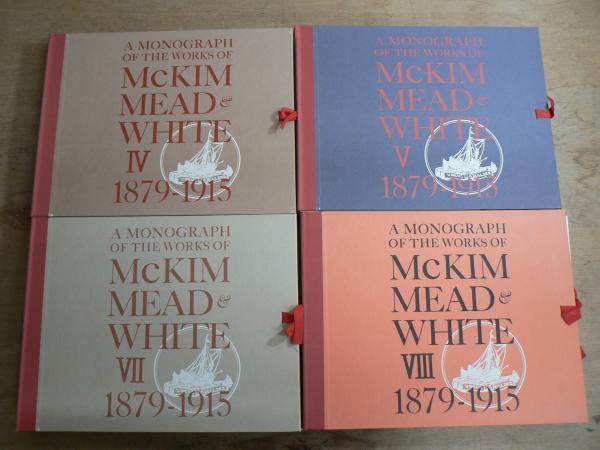 A MONOGRAPH
OF THE WORKS OF
McKIM
MEAD &
WHITE
IV
1879-1915
A MONOGRAPH
OF THE WORKS OF
McKIM
MEAD &
WHITE
V
1879-1915
A MONOGRAPH
OF THE WORKS OF
McKIM
MEAD &
WHITE
VII
1879-1915
A MONOGRAPH
OF THE WORKS OF
McKIM
MEAD &
WHITE
VIII
1879-1915